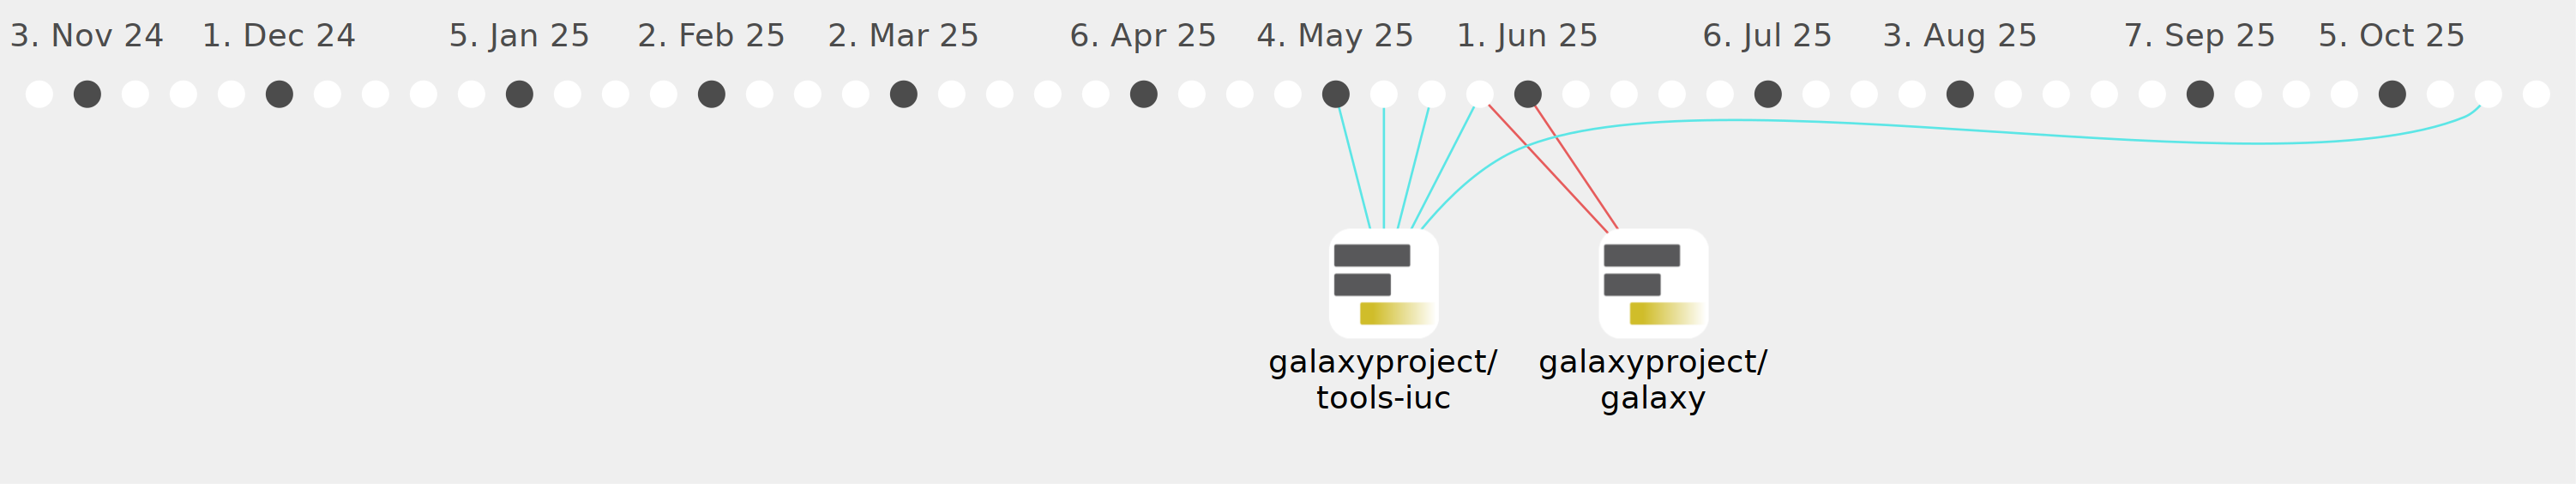 3. Nov 24 1. Dec 24 5. Jan 25 2. Feb 25 2. Mar 25 6. Apr 25 4. May 25 1. Jun 25 6. Jul 25 3. Aug 25 7. Sep 25 5. Oct 25
galaxyproject/ galaxyproject/
tools-iuc galaxy